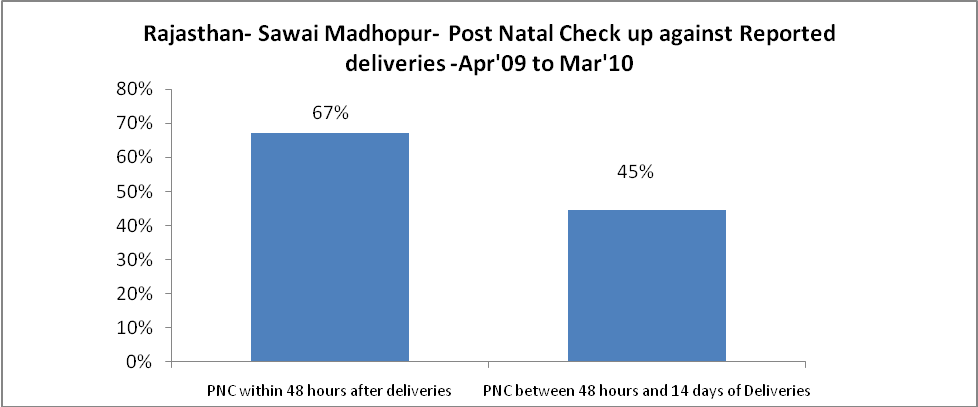 Rajasthan- Sawai Madhopur- Post Natal Check up against Reported
deliveries -Apr'09 to Mar'10
80%
70%
60%
50%
40%
30%
20%
10%
0%
67%
45%
PNC within 48 hours after deliveries
PNC between 48 hours and 14 days of Deliveries